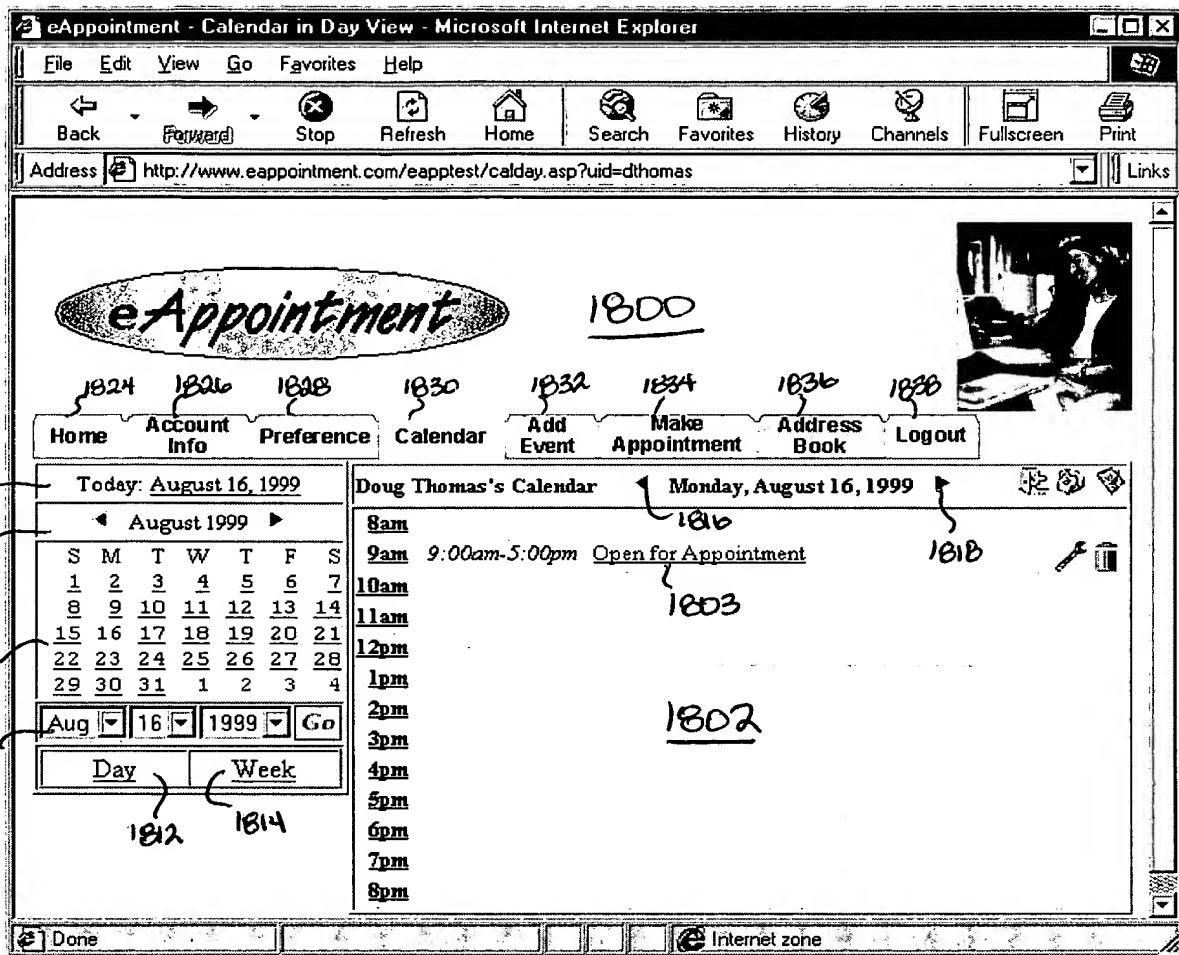 eAppointment - Calendar in Day View - Microsoft Internet Explorer
File Edit View Go Favorites Help
Back Forward Stop Refresh Home Search Favorites History Channels Fullscreen Print
Address http://www.eappointment.com/eapptest/calday.asp?uid=dthomas Links
eAppointment 1800
1824 1826 1828 1830 1832 1834 1836 1838
Home Account Info Preference Calendar Add Event Make Appointment Address Book Logout
Today: August 16, 1999
August 1999
S M T W T F S
1 2 3 4 5 6 7
8 9 10 11 12 13 14
15 16 17 18 19 20 21
22 23 24 25 26 27 28
29 30 31 1 2 3 4
Aug 16 1999 Go
Day Week
1812 1814
Doug Thomas's Calendar Monday, August 16, 1999
1816 1818
8am
9am 9:00am-5:00pm Open for Appointment
1803
10am
11am
12pm
1pm
2pm
1802
3pm
4pm
5pm
6pm
7pm
8pm
Done Internet zone